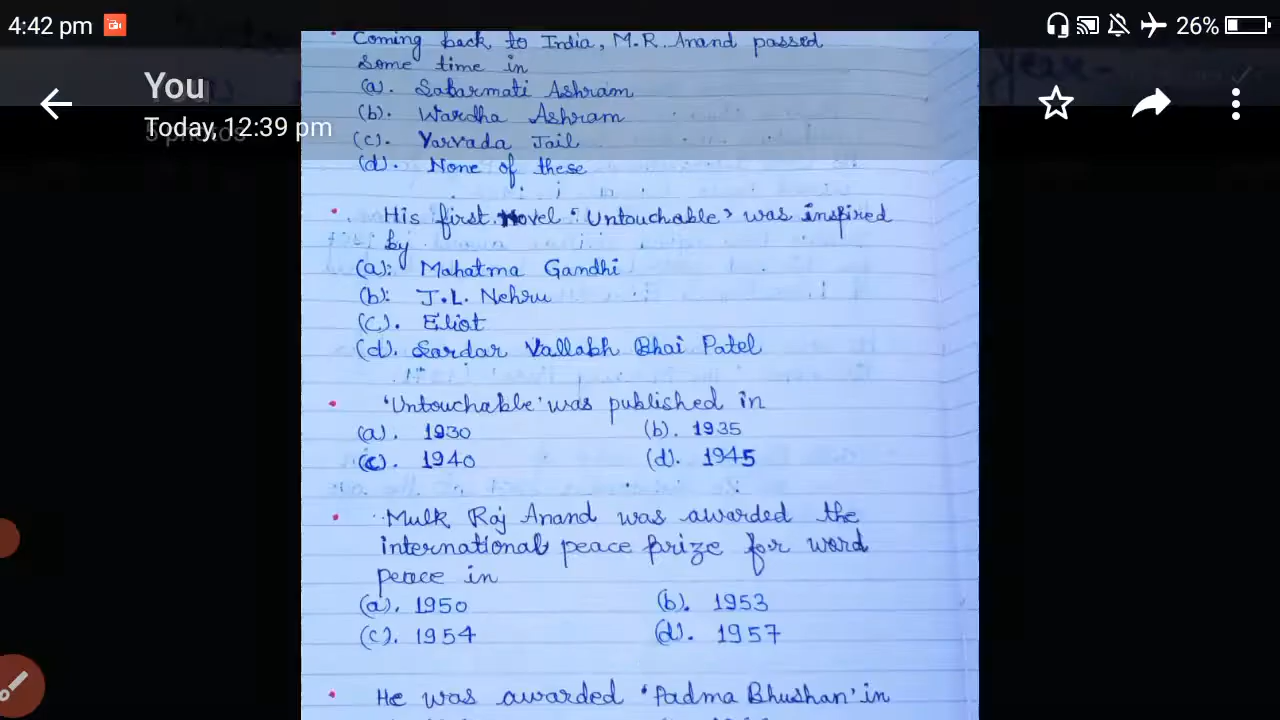 4:42 pm
26%
You
Today, 12:39 pm
5 photos
Coming back to India, M.R. Anand passed
some time in
(a). Sabarmati Ashram
(b). Wardha Ashram
(c). Yarvada Jail
(d). None of these
His first Novel 'Untouchable' was inspired
by
(a). Mahatma Gandhi
(b). J.L. Nehru
(c). Eliot
(d). Sardar Vallabh Bhai Patel
'Untouchable' was published in
(a). 1930 (b). 1935
(c). 1940 (d). 1945
Mulk Raj Anand was awarded the
international peace prize for word
peace in
(a). 1950 (b). 1953
(c). 1954 (d). 1957
He was awarded 'Padma Bhushan' in